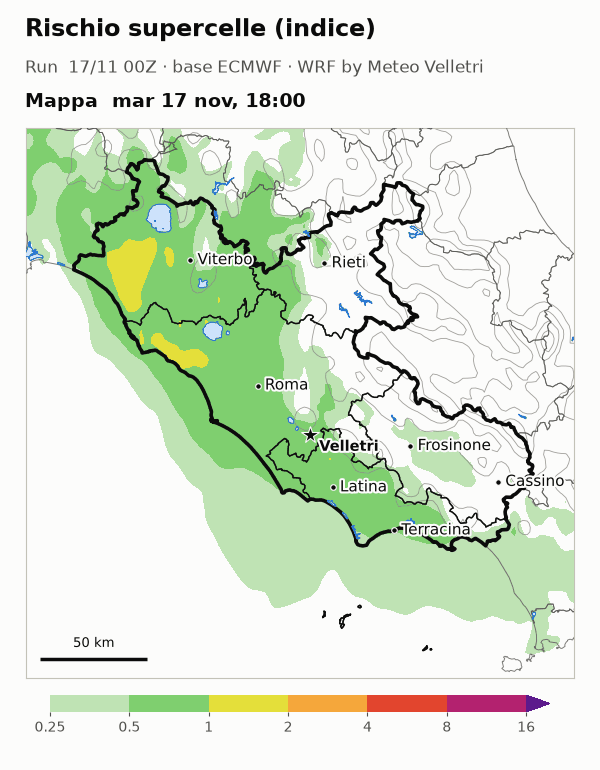 Rischio supercelle (indice)
Run  17/11 00Z · base ECMWF · WRF by Meteo Velletri
Mappa  mar 17 nov, 18:00
Viterbo
Rieti
Roma
Velletri
Frosinone
Cassino
Latina
Terracina
50 km
0.25 0.5 1 2 4 8 16